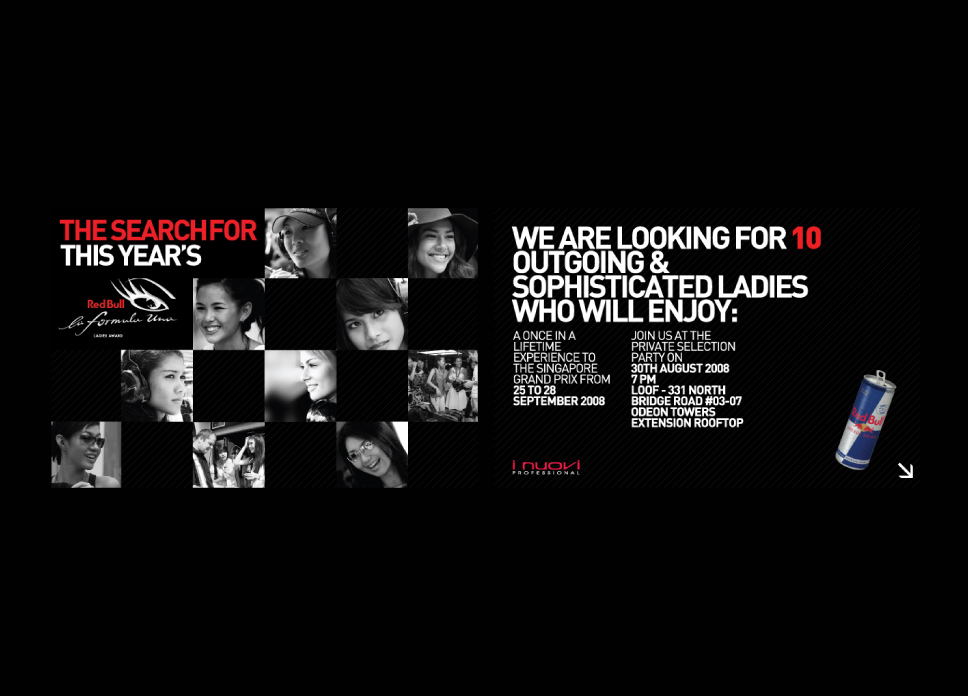 THE SEARCH FOR
THIS YEAR'S
Red Bull
la formula una
LADIES AWARD
WE ARE LOOKING FOR 10
OUTGOING &
SOPHISTICATED LADIES
WHO WILL ENJOY:
A ONCE IN A
LIFETIME
EXPERIENCE TO
THE SINGAPORE
GRAND PRIX FROM
25 TO 28
SEPTEMBER 2008
JOIN US AT THE
PRIVATE SELECTION
PARTY ON
30TH AUGUST 2008
7 PM
LOOF - 331 NORTH
BRIDGE ROAD #03-07
ODEON TOWERS
EXTENSION ROOFTOP
Red Bull
i nuovi
PROFESSIONAL